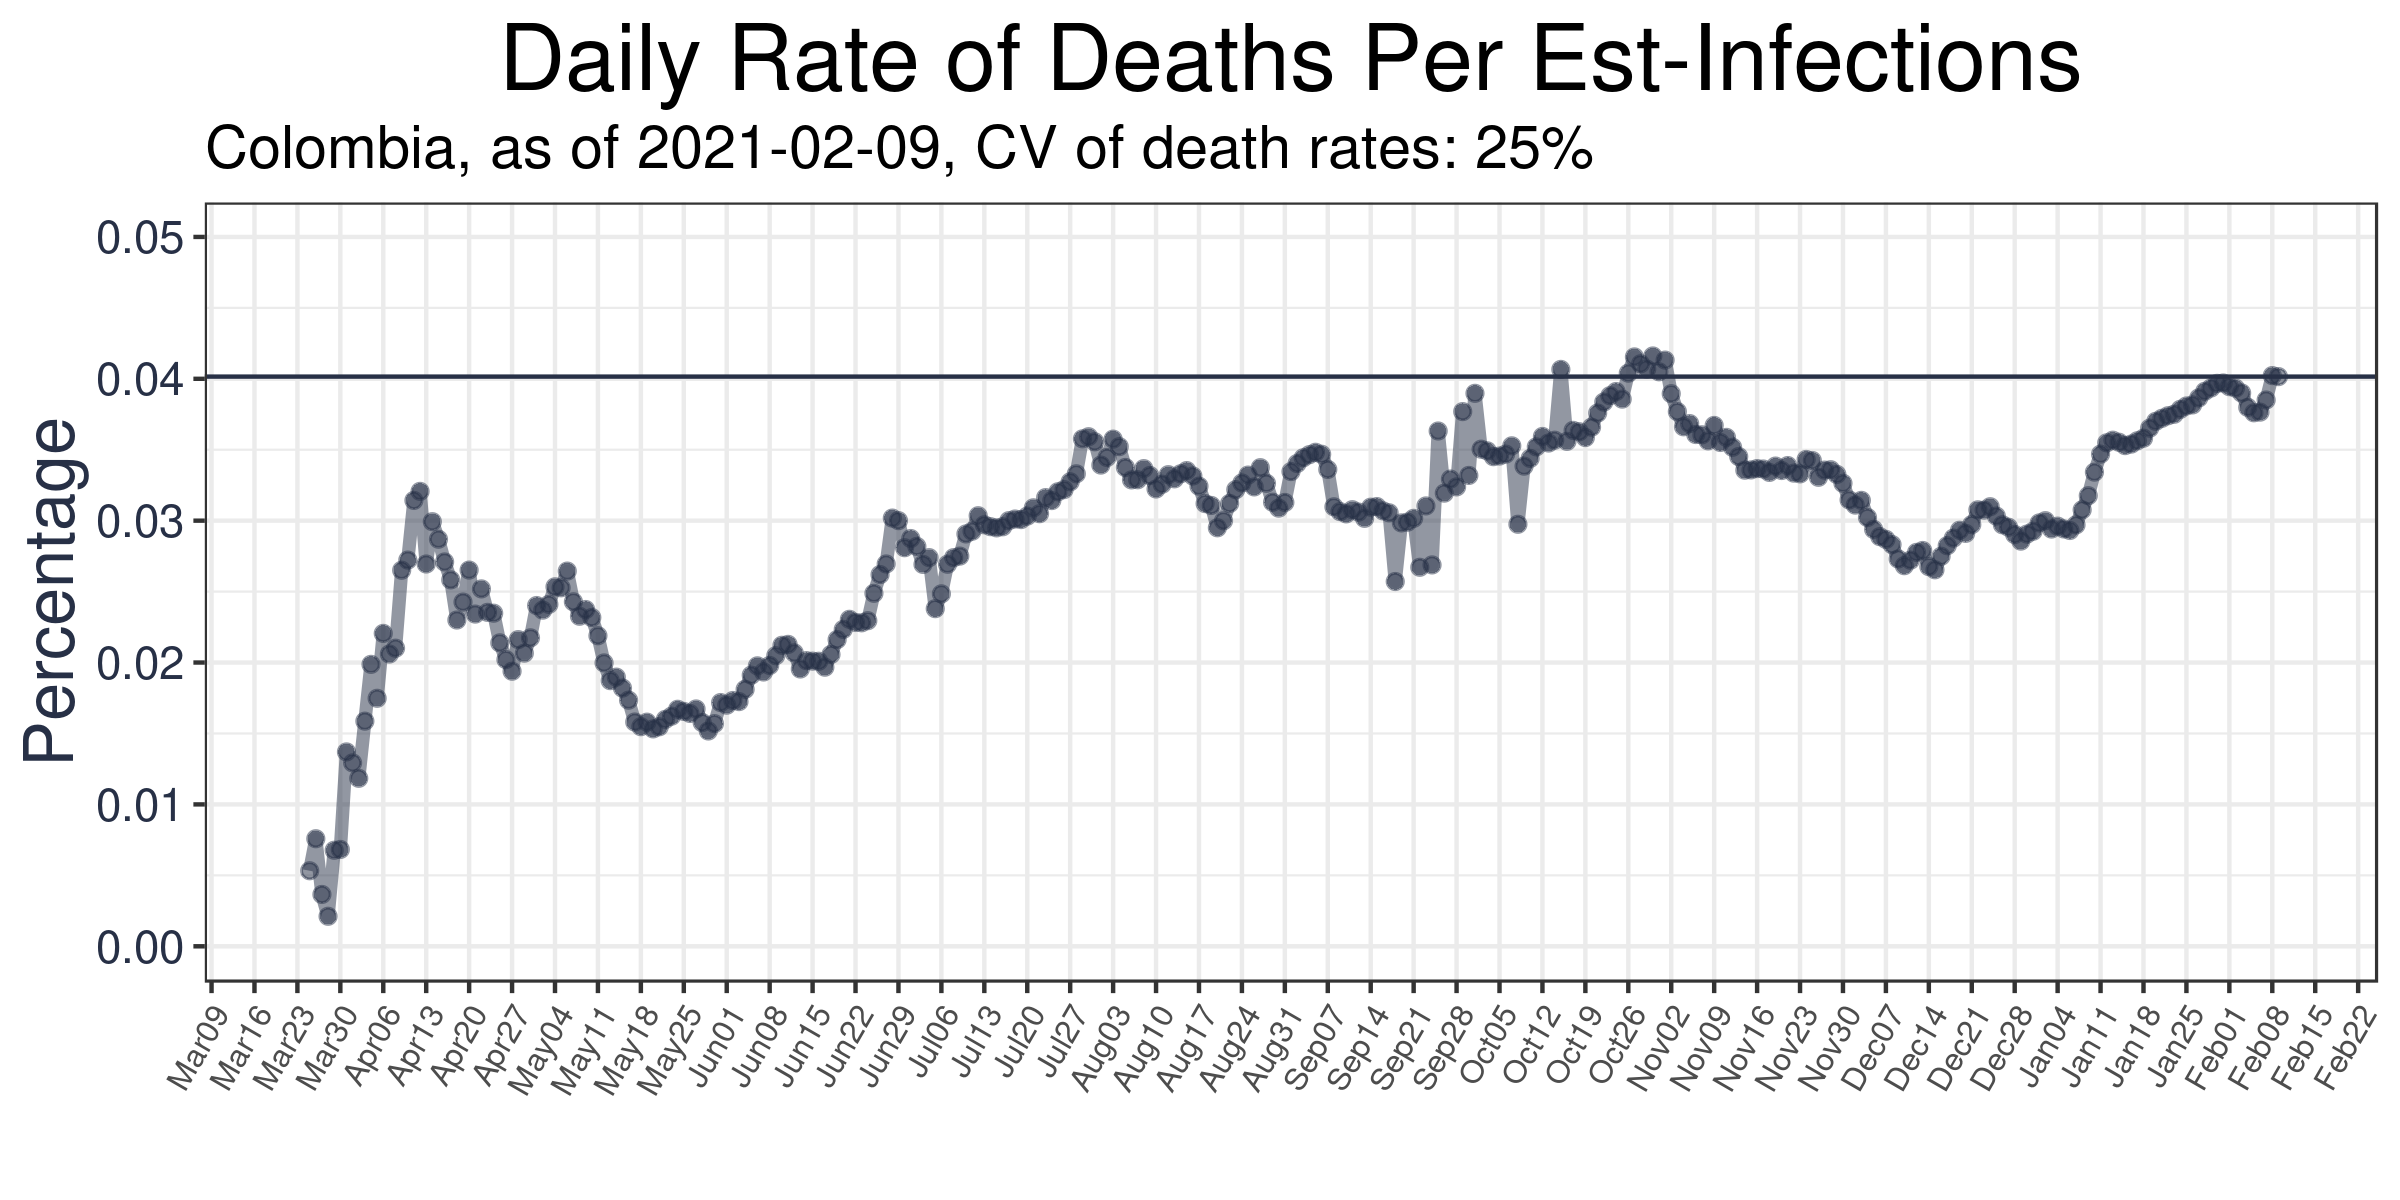 Daily Rate of Deaths Per Est-Infections
Colombia, as of 2021-02-09, CV of death rates: 25%
Percentage
0.05
0.04
0.03
0.02
0.01
0.00
Mar09
Mar16
Mar23
Mar30
Apr06
Apr13
Apr20
Apr27
May04
May11
May18
May25
Jun01
Jun08
Jun15
Jun22
Jun29
Jul06
Jul13
Jul20
Jul27
Aug03
Aug10
Aug17
Aug24
Aug31
Sep07
Sep14
Sep21
Sep28
Oct05
Oct12
Oct19
Oct26
Nov02
Nov09
Nov16
Nov23
Nov30
Dec07
Dec14
Dec21
Dec28
Jan04
Jan11
Jan18
Jan25
Feb01
Feb08
Feb15
Feb22